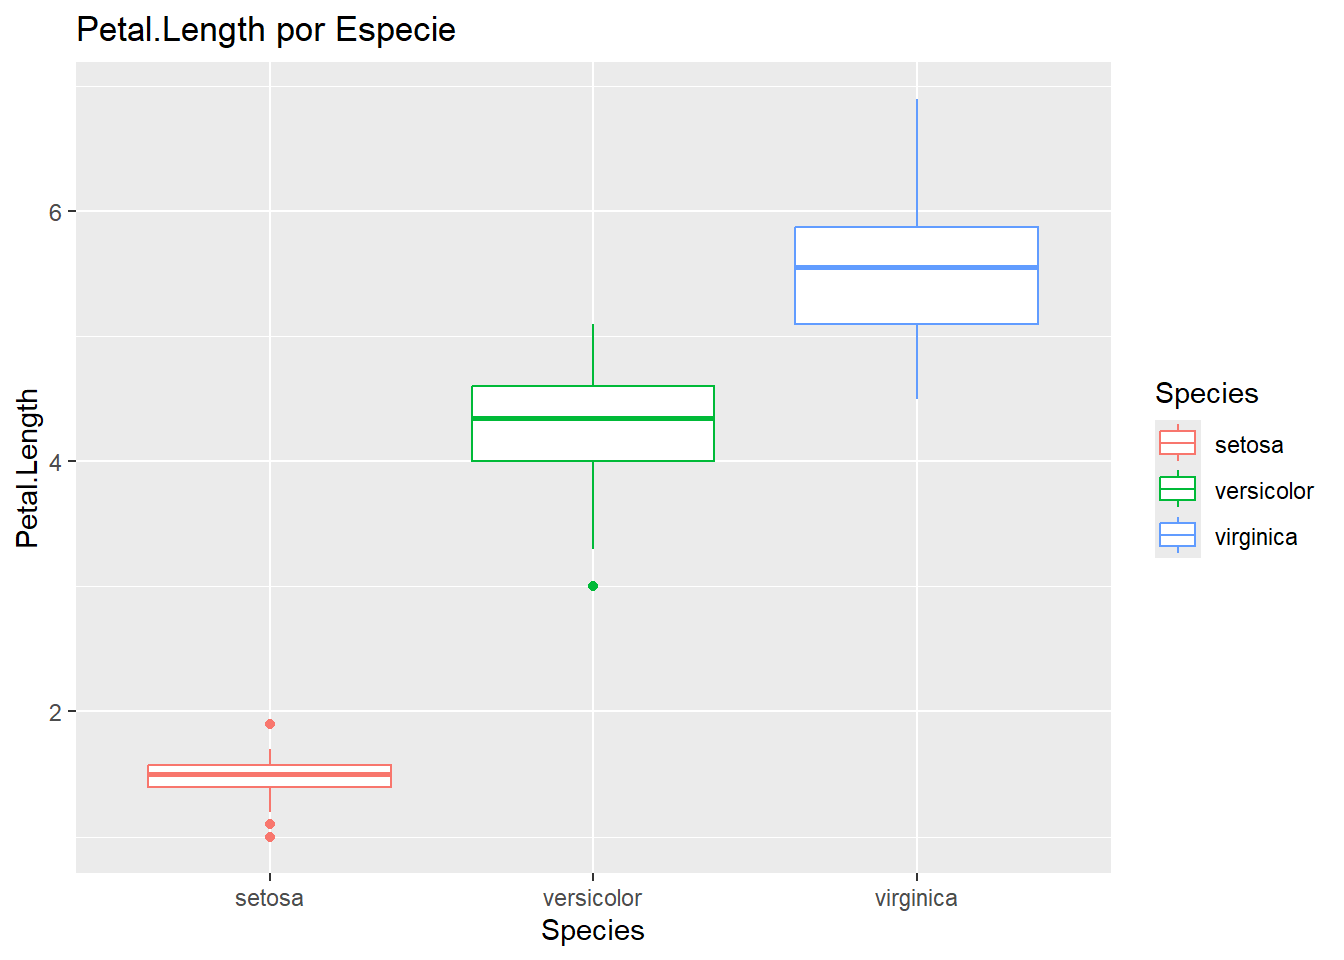 Petal.Length por Especie
Petal.Length
6
4
2
setosa
versicolor
virginica
Species
Species
setosa
versicolor
virginica